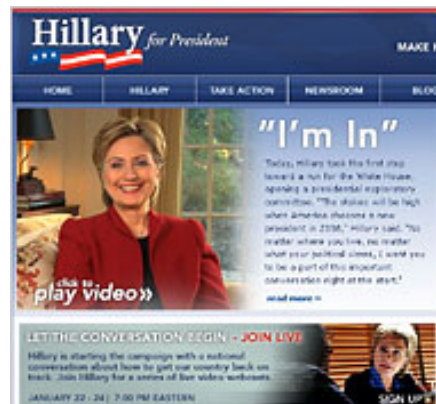 Hillary for President
MAKE
HOME HILLARY TAKE ACTION NEWSROOM BLOG
"I'm In"
Today, Hillary took the first step
toward a run for the White House,
opening a presidential exploratory
committee. "The stakes will be high
when America chooses a new
president in 2008," Hillary said. "No
matter where you live, no matter
what your political views, I want you
to be a part of this important
conversation right at the start."
read more »
click to
play video»
LET THE CONVERSATION BEGIN - JOIN LIVE
Hillary is starting the campaign with a national
conversation about how to get our country back on
track. Join Hillary for a series of live video webcasts.
JANUARY 22 - 24 | 7:00 PM EASTERN
SIGN UP